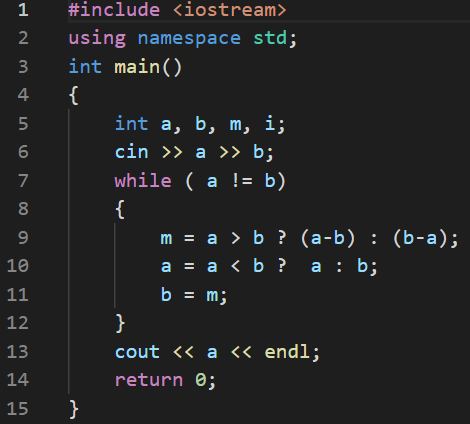 1 #include <iostream>
2 using namespace std;
3 int main()
4 {
5 int a, b, m, i;
6 cin >> a >> b;
7 while ( a != b)
8 {
9 m = a > b ? (a-b) : (b-a);
10 a = a < b ?  a : b;
11 b = m;
12 }
13 cout << a << endl;
14 return 0;
15 }